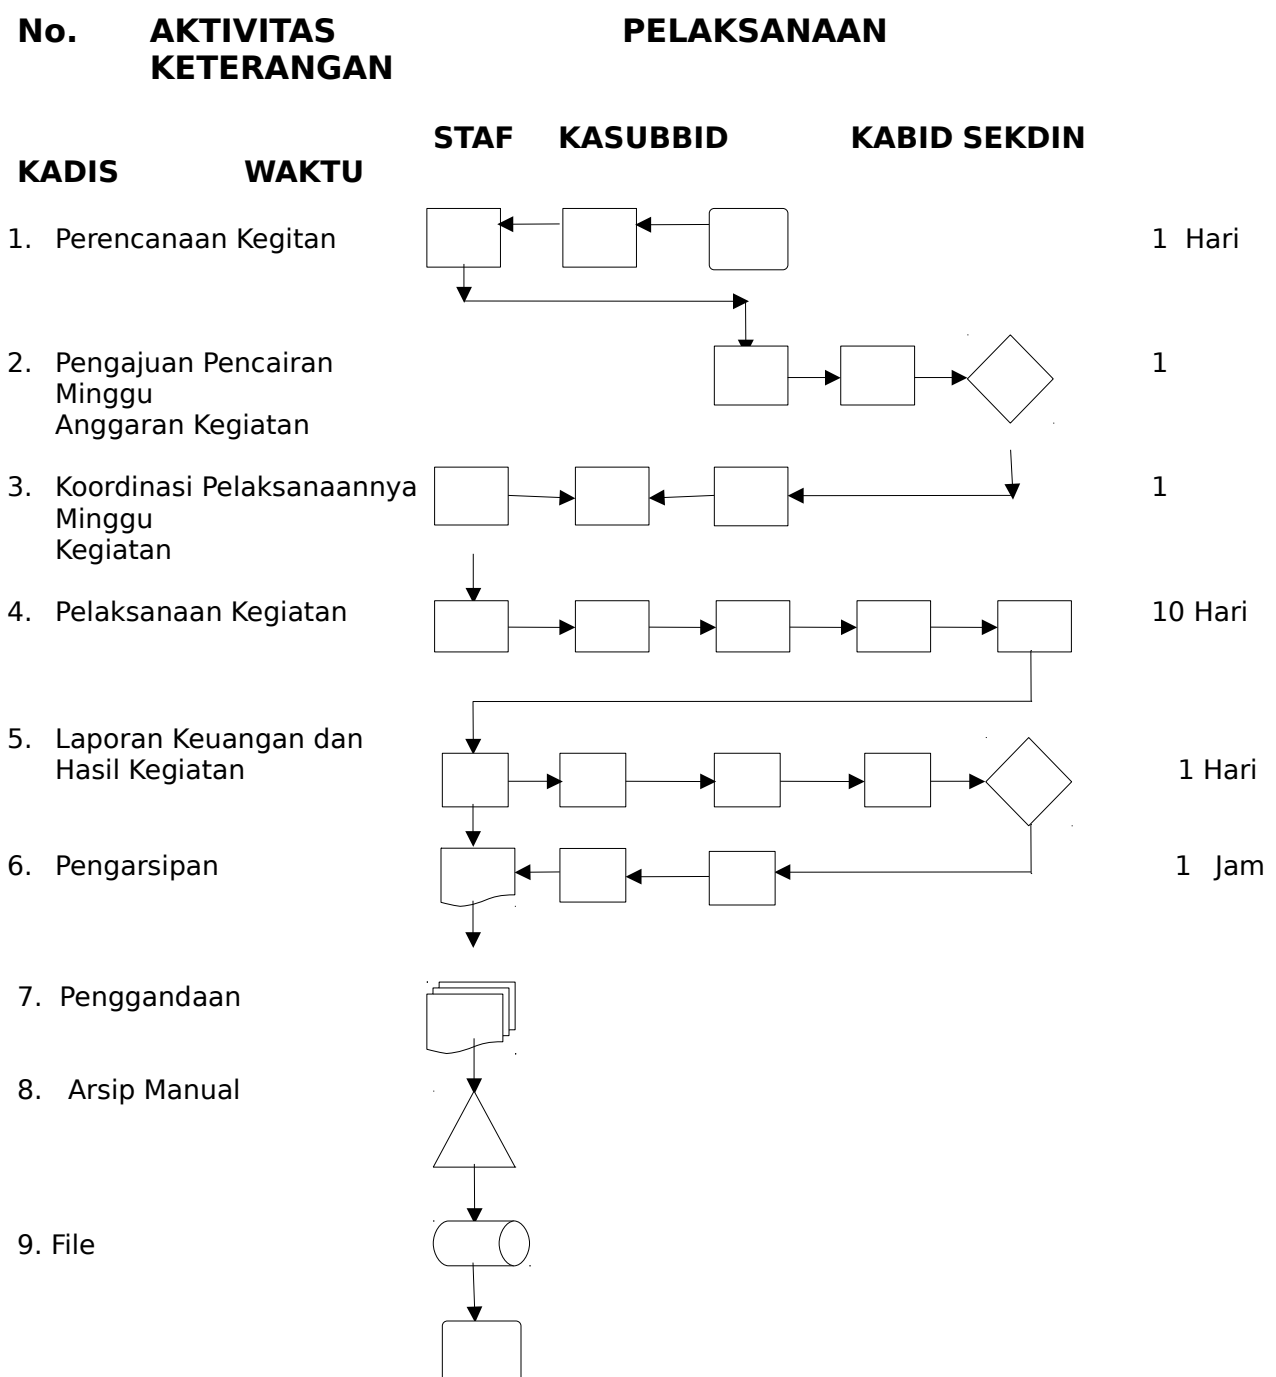 No. AKTIVITAS PELAKSANAAN
KETERANGAN
STAF KASUBBID KABID SEKDIN
KADIS WAKTU
1. Perencanaan Kegitan 1 Hari
2. Pengajuan Pencairan 1
Minggu
Anggaran Kegiatan
3. Koordinasi Pelaksanaannya 1
Minggu
Kegiatan
4. Pelaksanaan Kegiatan 10 Hari
5. Laporan Keuangan dan
Hasil Kegiatan 1 Hari
6. Pengarsipan 1 Jam
7. Penggandaan
8. Arsip Manual
9. File